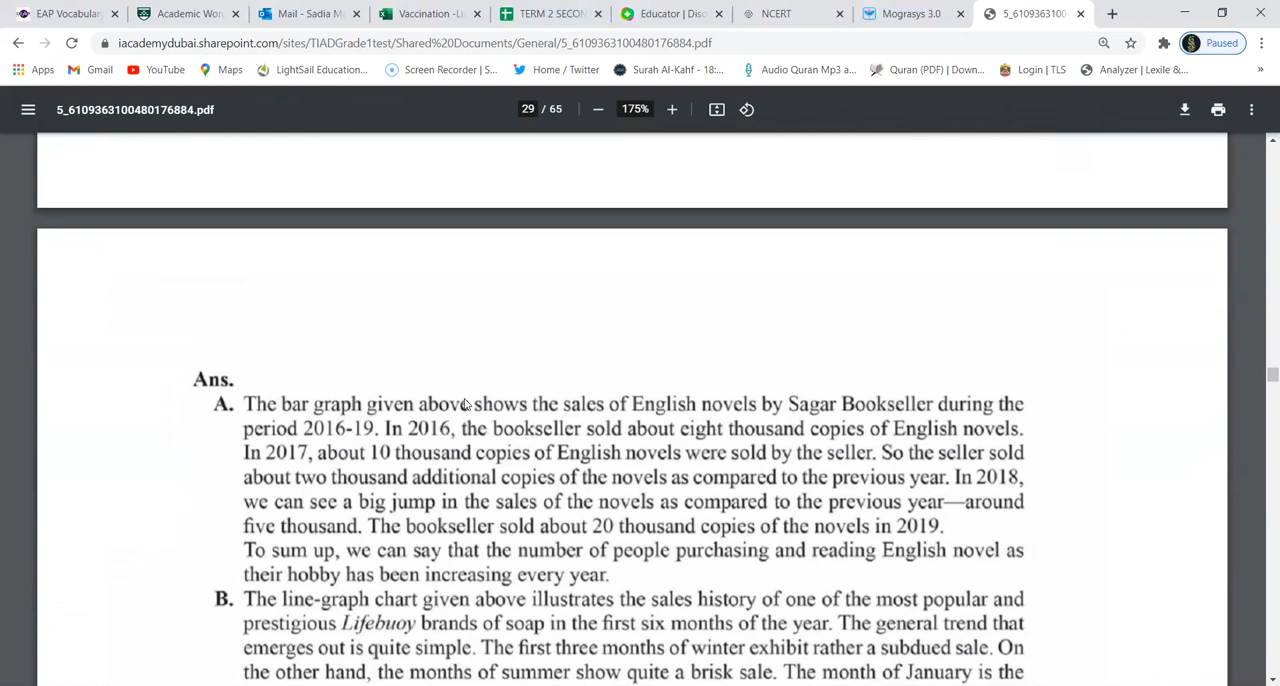 EAP Vocabular
Academic Wor
Mail - Sadia Ma
Vaccination -Li
TERM 2 SECON
Educator | Disc
NCERT
Mograsys 3.0
5_61093631004
iacademydubai.sharepoint.com/sites/TIADGrade1test/Shared%20Documents/General/5_6109363100480176884.pdf
Paused
Apps
Gmail
YouTube
Maps
LightSail Education...
Screen Recorder | S...
Home / Twitter
Surah Al-Kahf - 18:...
Audio Quran Mp3 a...
Quran (PDF) | Down...
Login | TLS
Analyzer | Lexile &...
»
5_6109363100480176884.pdf
29 / 65
175%
Ans.
A. The bar graph given above shows the sales of English novels by Sagar Bookseller during the
period 2016-19. In 2016, the bookseller sold about eight thousand copies of English novels.
In 2017, about 10 thousand copies of English novels were sold by the seller. So the seller sold
about two thousand additional copies of the novels as compared to the previous year. In 2018,
we can see a big jump in the sales of the novels as compared to the previous year—around
five thousand. The bookseller sold about 20 thousand copies of the novels in 2019.
To sum up, we can say that the number of people purchasing and reading English novel as
their hobby has been increasing every year.
B. The line-graph chart given above illustrates the sales history of one of the most popular and
prestigious Lifebuoy brands of soap in the first six months of the year. The general trend that
emerges out is quite simple. The first three months of winter exhibit rather a subdued sale. On
the other hand, the months of summer show quite a brisk sale. The month of January is the